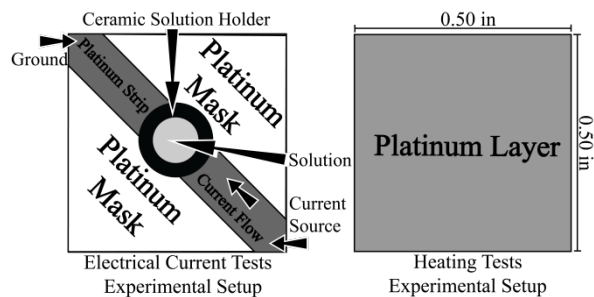 Ceramic Solution Holder
Ground
Platinum Strip
Platinum
Mask
Platinum
Mask
Solution
Current Flow
Current
Source
Electrical Current Tests
Experimental Setup
0.50 in
0.50 in
Platinum Layer
Heating Tests
Experimental Setup